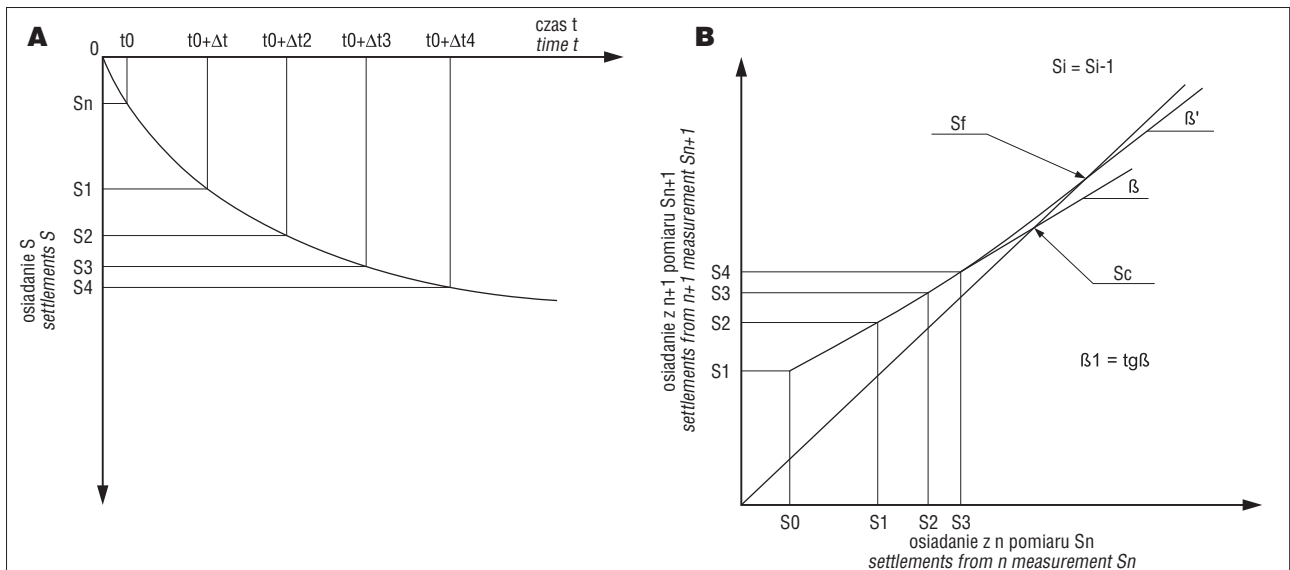 A
czas t
time t
0
t0
t0+Δt
t0+Δt2
t0+Δt3
t0+Δt4
Sn
S1
S2
S3
S4
osiadanie S
settlements S
B
Si = Si-1
Sf
ß'
ß
Sc
ß1 = tgß
S4
S3
S2
S1
osiadanie z n+1 pomiaru Sn+1
settlements from n+1 measurement Sn+1
S0
S1
S2
S3
osiadanie z n pomiaru Sn
settlements from n measurement Sn